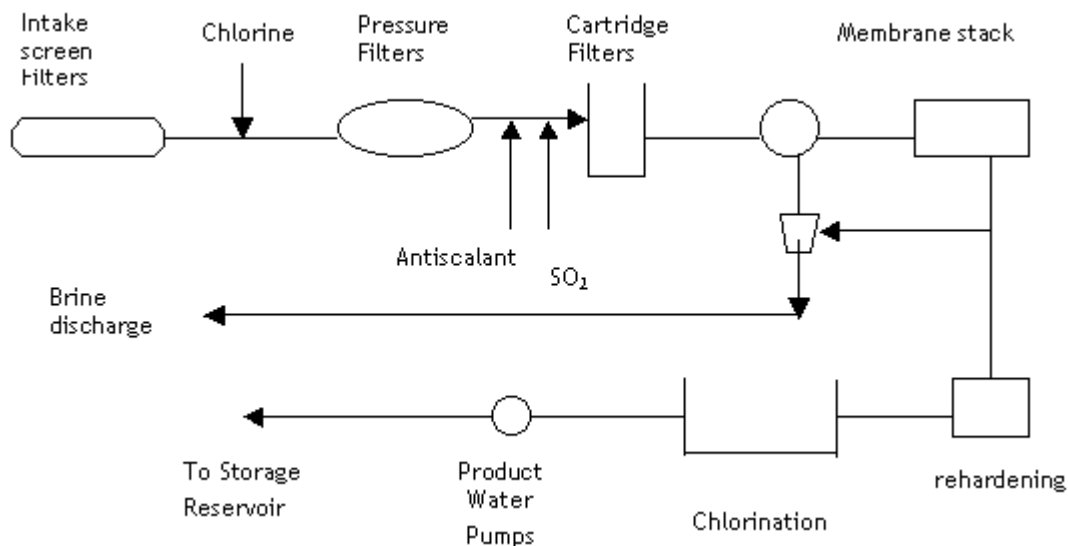 Intake
screen
Filters
Chlorine
Pressure
Filters
Cartridge
Filters
Membrane stack
Antiscalant
SO₂
Brine
discharge
To Storage
Reservoir
Product
Water
Pumps
Chlorination
rehardening